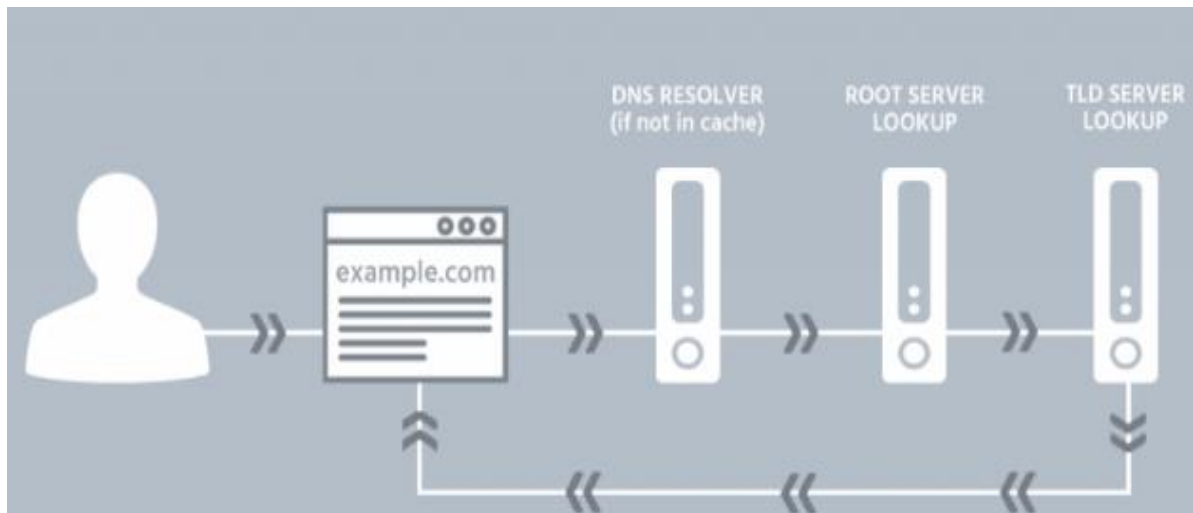 DNS RESOLVER
(if not in cache)
ROOT SERVER
LOOKUP
TLD SERVER
LOOKUP
example.com